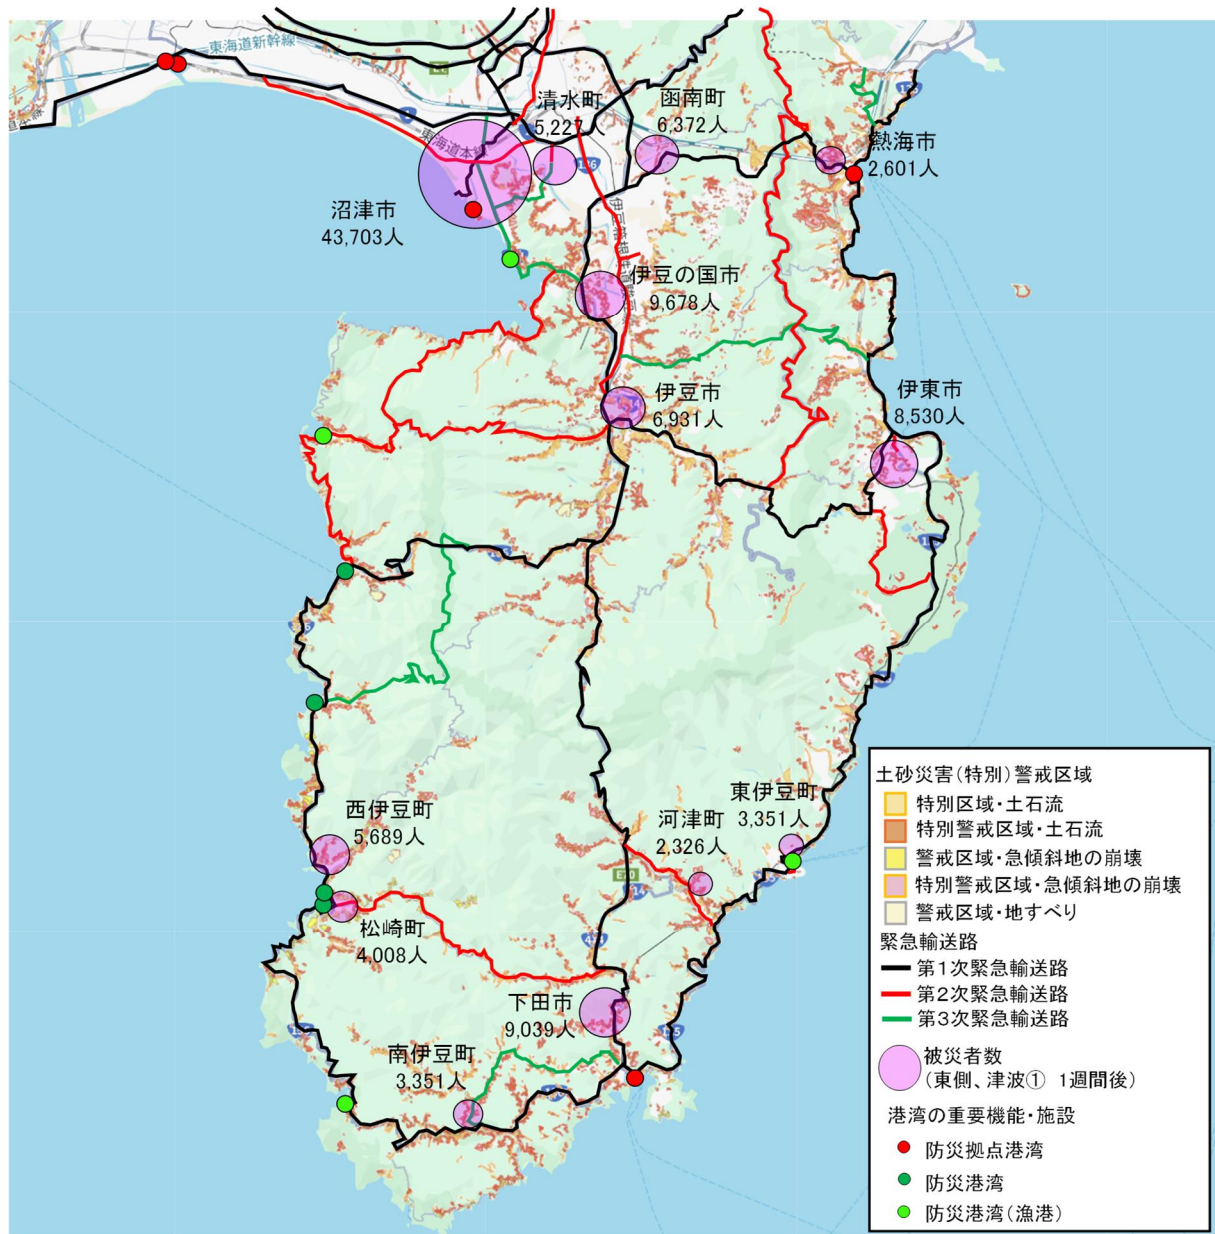 東海道新幹線
清水町
5,227人
函南町
6,372人
熱海市
2,601人
東海道本線
沼津市
43,703人
伊豆の国市
9,678人
伊豆市
6,931人
伊東市
8,530人
西伊豆町
5,689人
松崎町
4,008人
河津町
2,326人
東伊豆町
3,351人
E70
下田市
9,039人
南伊豆町
3,351人
土砂災害(特別)警戒区域
特別区域・土石流
特別警戒区域・土石流
警戒区域・急傾斜地の崩壊
特別警戒区域・急傾斜地の崩壊
警戒区域・地すべり
緊急輸送路
第1次緊急輸送路
第2次緊急輸送路
第3次緊急輸送路
被災者数
(東側、津波① 1週間後)
港湾の重要機能・施設
防災拠点港湾
防災港湾
防災港湾(漁港)